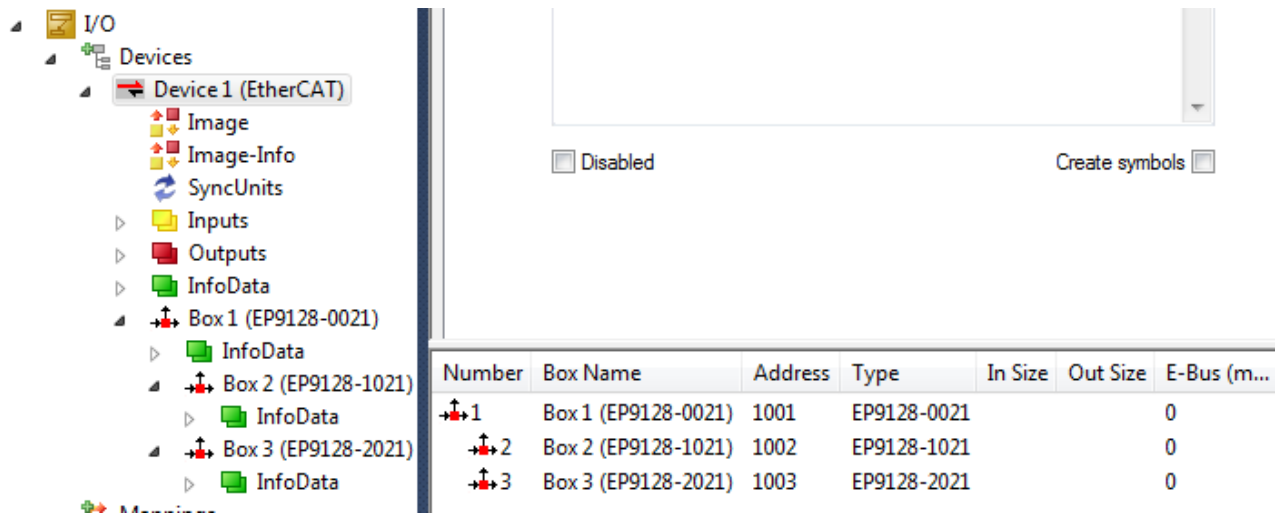 I/O
Devices
Device 1 (EtherCAT)
Image
Image-Info
SyncUnits
Inputs
Outputs
InfoData
Box 1 (EP9128-0021)
InfoData
Box 2 (EP9128-1021)
InfoData
Box 3 (EP9128-2021)
InfoData
Mappings
Disabled Create symbols
Number Box Name Address Type In Size Out Size E-Bus (m...
1 Box 1 (EP9128-0021) 1001 EP9128-0021 0
2 Box 2 (EP9128-1021) 1002 EP9128-1021 0
3 Box 3 (EP9128-2021) 1003 EP9128-2021 0